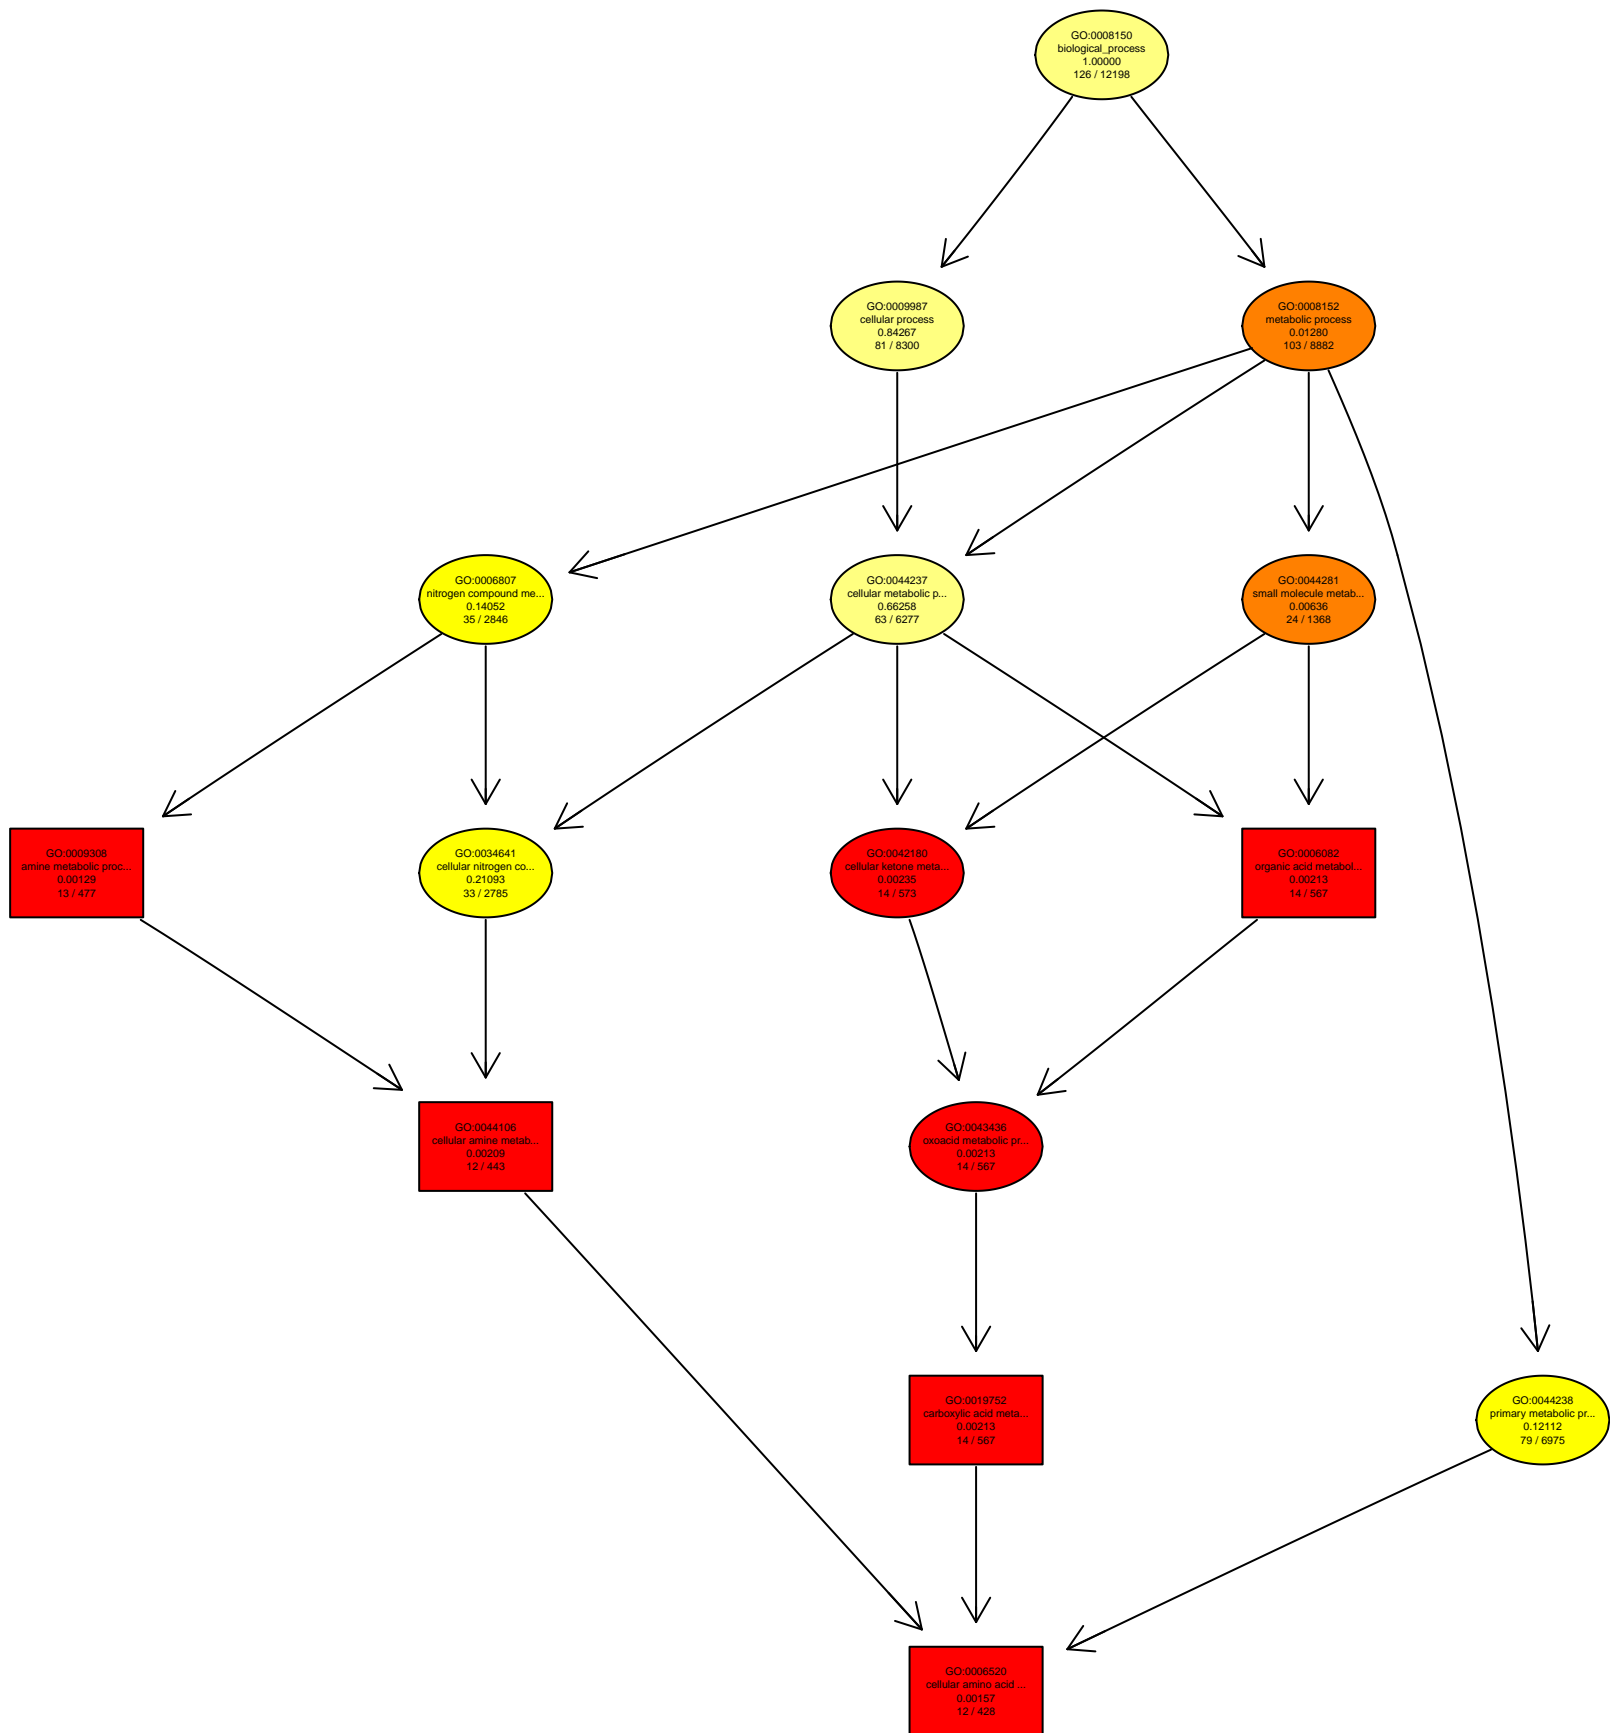 GO:0008150
biological_process
1.00000
126 / 12198
GO:0009987
cellular process
0.84267
81 / 8300
GO:0008152
metabolic process
0.01280
103 / 8882
GO:0006807
nitrogen compound me...
0.14052
35 / 2846
GO:0044237
cellular metabolic p...
0.66258
63 / 6277
GO:0044281
small molecule metab...
0.00636
24 / 1368
GO:0009308
amine metabolic proc...
0.00129
13 / 477
GO:0034641
cellular nitrogen co...
0.21093
33 / 2785
GO:0042180
cellular ketone meta...
0.00235
14 / 573
GO:0006082
organic acid metabol...
0.00213
14 / 567
GO:0044106
cellular amine metab...
0.00209
12 / 443
GO:0043436
oxoacid metabolic pr...
0.00213
14 / 567
GO:0019752
carboxylic acid meta...
0.00213
14 / 567
GO:0044238
primary metabolic pr...
0.12112
79 / 6975
GO:0006520
cellular amino acid ...
0.00157
12 / 428